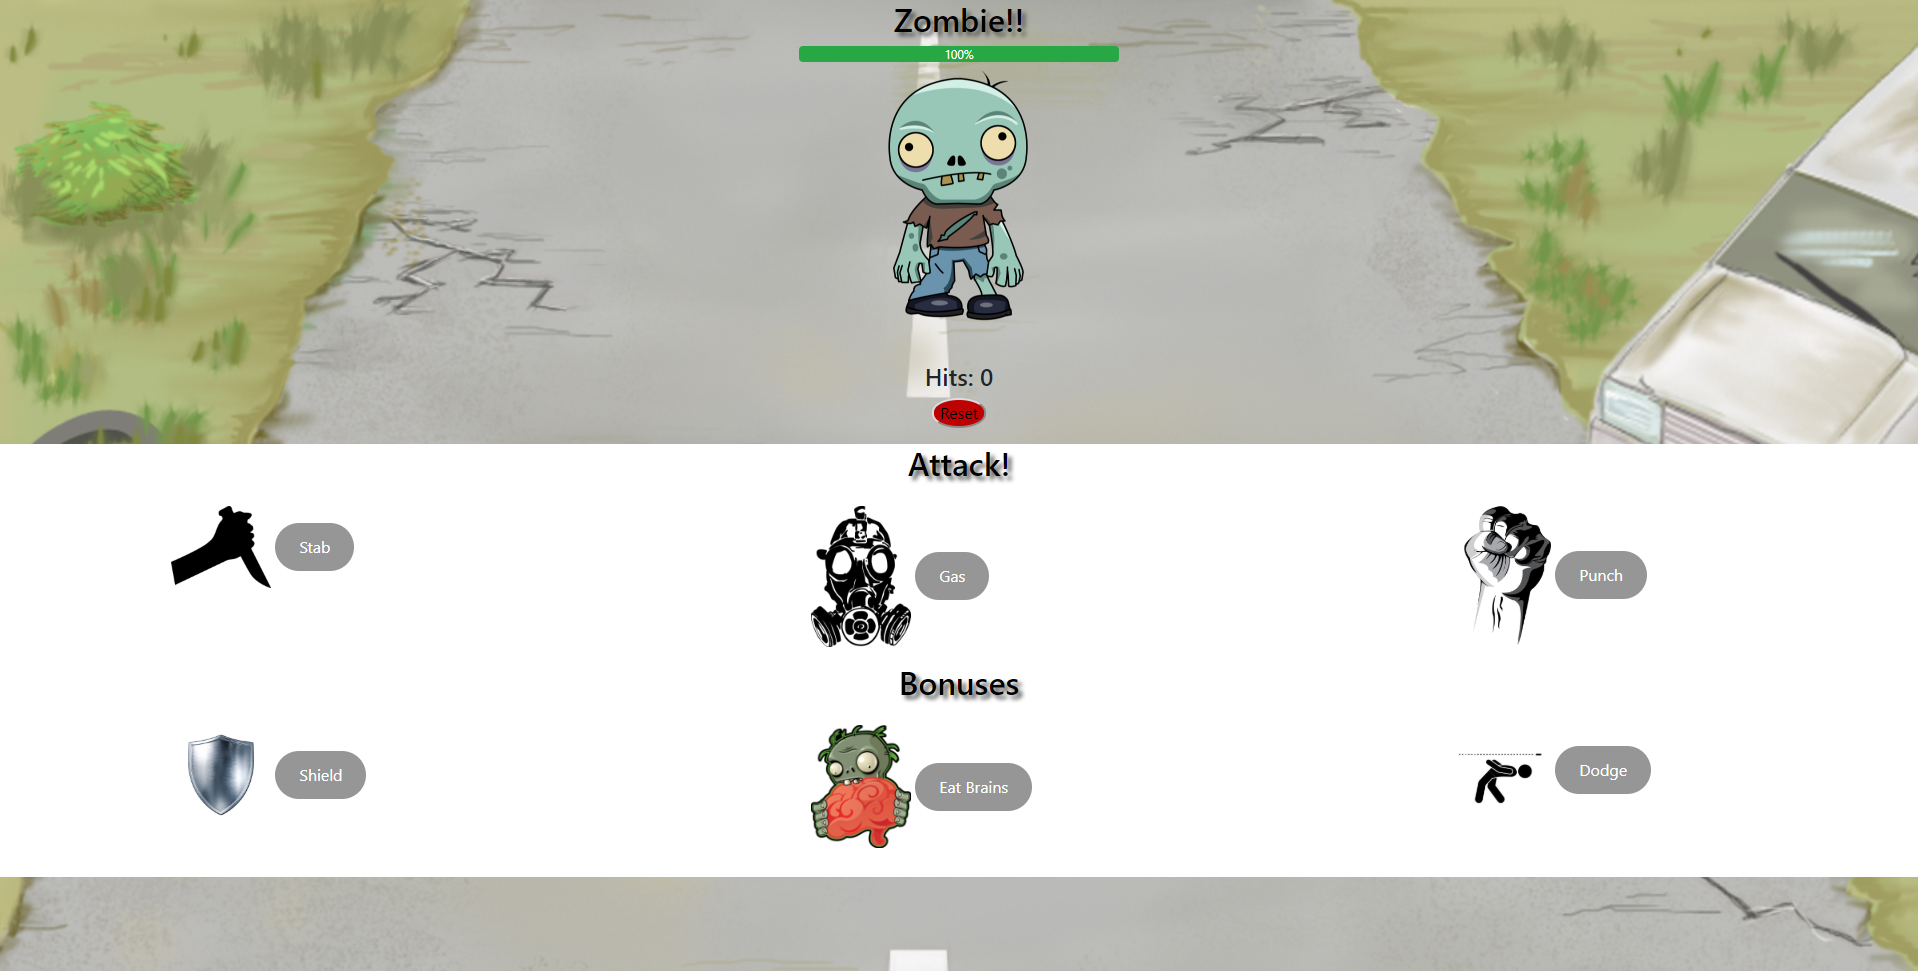 Zombie!!
100%
Hits: 0
Reset
Attack!
Stab
Gas
Punch
Bonuses
Shield
Eat Brains
Dodge